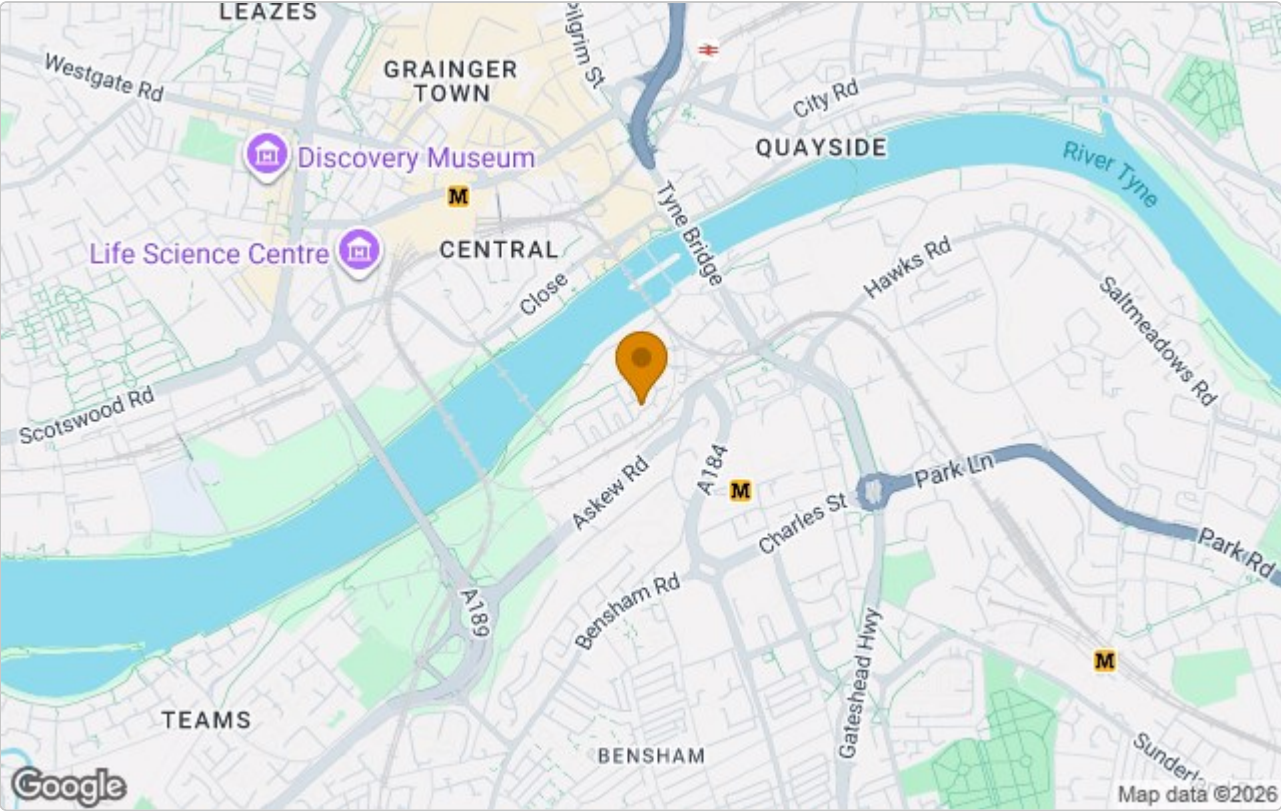 LEAZES
Pilgrim St
Westgate Rd
GRAINGER
TOWN
City Rd
QUAYSIDE
River Tyne
Discovery Museum
M
Tyne Bridge
Life Science Centre
CENTRAL
Close
Hawks Rd
Saltmeadows Rd
Scotswood Rd
Askew Rd
A184
M
Park Ln
Charles St
Park Rd
A189
Bensham Rd
Gateshead Hwy
M
TEAMS
BENSHAM
Google
Map data ©2026